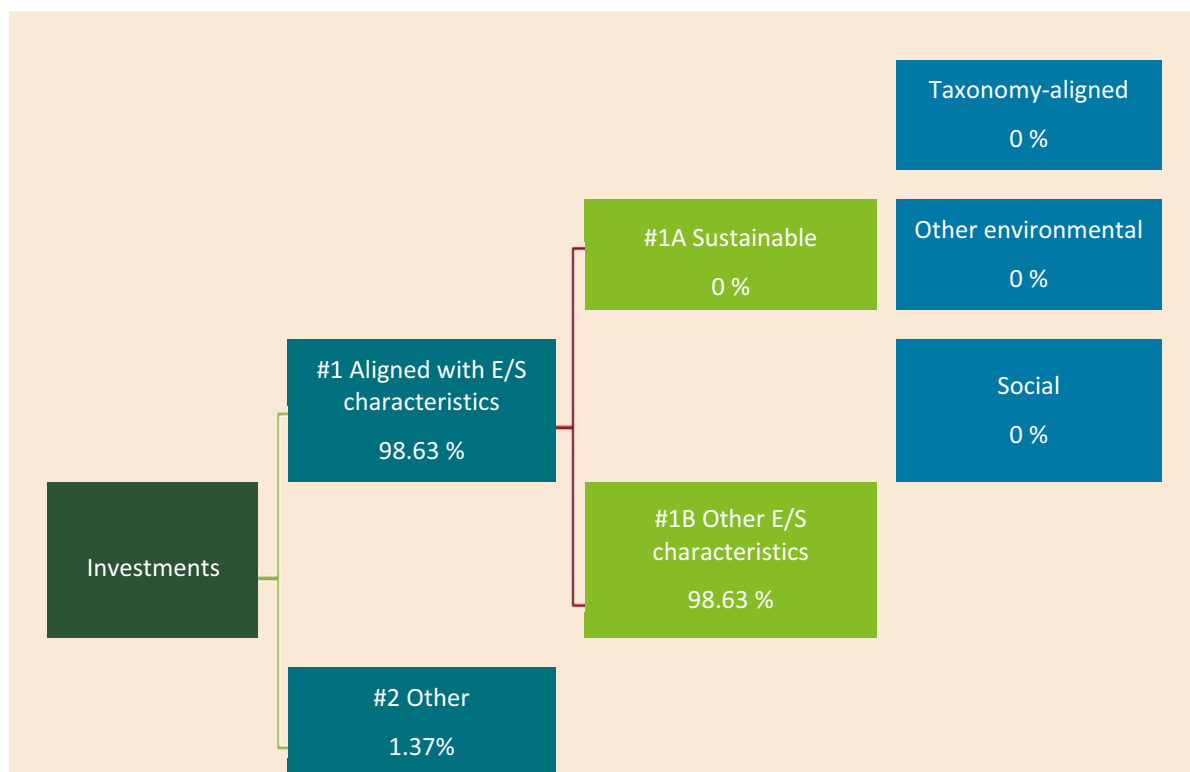 Taxonomy-aligned
0 %
#1A Sustainable
0 %
Other environmental
0 %
#1 Aligned with E/S
characteristics
98.63 %
Social
0 %
Investments
#1B Other E/S
characteristics
98.63 %
#2 Other
1.37%